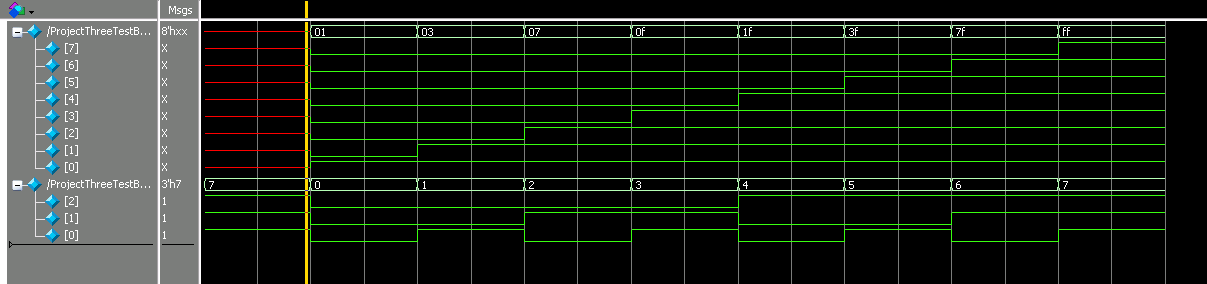 Msgs
/ProjectThreeTestB... 8'hxx 01 03 07 0f 1f 3f 7f ff
[7] X
[6] X
[5] X
[4] X
[3] X
[2] X
[1] X
[0] X
/ProjectThreeTestB... 3'h7 7 0 1 2 3 4 5 6 7
[2] 1
[1] 1
[0] 1